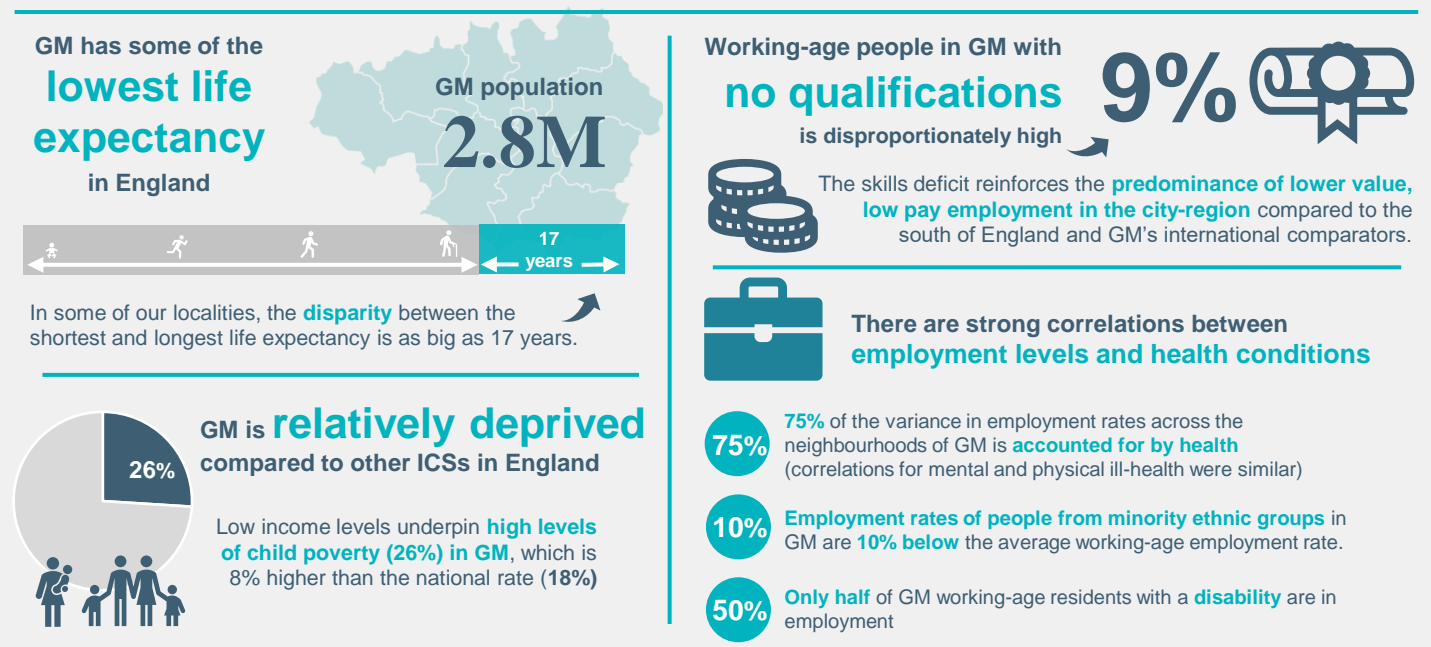 GM has some of the
lowest life
expectancy
in England
GM population
2.8M
17
years
In some of our localities, the disparity between the
shortest and longest life expectancy is as big as 17 years.
26%
GM is relatively deprived
compared to other ICSs in England
Low income levels underpin high levels
of child poverty (26%) in GM, which is
8% higher than the national rate (18%)
Working-age people in GM with
no qualifications
is disproportionately high
9%
The skills deficit reinforces the predominance of lower value,
low pay employment in the city-region compared to the
south of England and GM's international comparators.
There are strong correlations between
employment levels and health conditions
75%
75% of the variance in employment rates across the
neighbourhoods of GM is accounted for by health
(correlations for mental and physical ill-health were similar)
10%
Employment rates of people from minority ethnic groups in
GM are 10% below the average working-age employment rate.
50%
Only half of GM working-age residents with a disability are in
employment